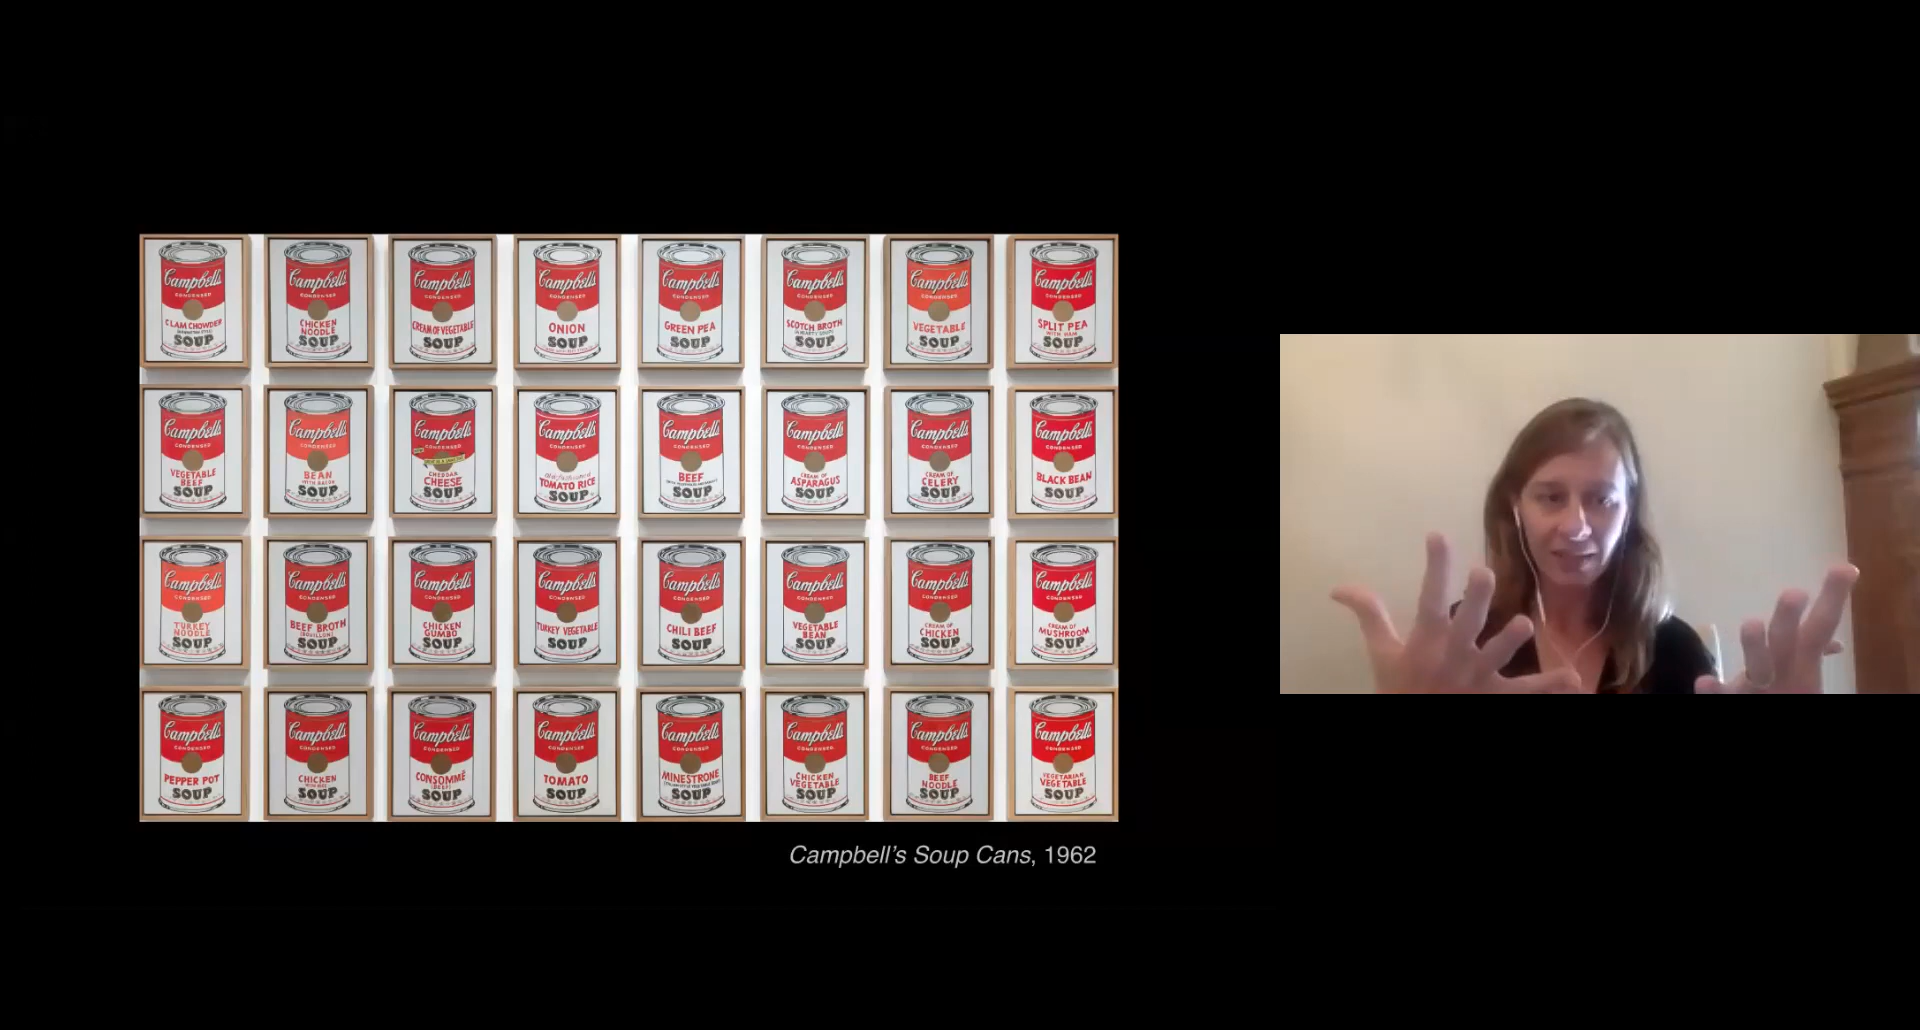 Campbell's Campbell's Campbell's Campbell's Campbell's Campbell's Campbell's Campbell's
CONDENSED CONDENSED CONDENSED CONDENSED CONDENSED CONDENSED CONDENSED CONDENSED
CLAM CHOWDER CHICKEN NOODLE CREAM OF VEGETABLE ONION GREEN PEA SCOTCH BROTH VEGETABLE SPLIT PEA WITH HAM
SOUP SOUP SOUP SOUP SOUP SOUP SOUP SOUP
Campbell's Campbell's Campbell's Campbell's Campbell's Campbell's Campbell's Campbell's
CONDENSED CONDENSED CONDENSED CONDENSED CONDENSED CONDENSED CONDENSED CONDENSED
VEGETABLE BEEF BEAN WITH BACON CHEDDAR CHEESE Old-fashioned TOMATO RICE BEEF CREAM OF ASPARAGUS CREAM OF CELERY BLACK BEAN
SOUP SOUP SOUP SOUP SOUP SOUP SOUP SOUP
Campbell's Campbell's Campbell's Campbell's Campbell's Campbell's Campbell's Campbell's
CONDENSED CONDENSED CONDENSED CONDENSED CONDENSED CONDENSED CONDENSED CONDENSED
TURKEY NOODLE BEEF BROTH (BOUILLON) CHICKEN GUMBO TURKEY VEGETABLE CHILI BEEF VEGETABLE BEAN CREAM OF CHICKEN CREAM OF MUSHROOM
SOUP SOUP SOUP SOUP SOUP SOUP SOUP SOUP
Campbell's Campbell's Campbell's Campbell's Campbell's Campbell's Campbell's Campbell's
CONDENSED CONDENSED CONDENSED CONDENSED CONDENSED CONDENSED CONDENSED CONDENSED
PEPPER POT CHICKEN CONSOMMÉ (BEEF) TOMATO MINESTRONE CHICKEN VEGETABLE BEEF NOODLE VEGETARIAN VEGETABLE
SOUP SOUP SOUP SOUP SOUP SOUP SOUP SOUP
Campbell's Soup Cans, 1962